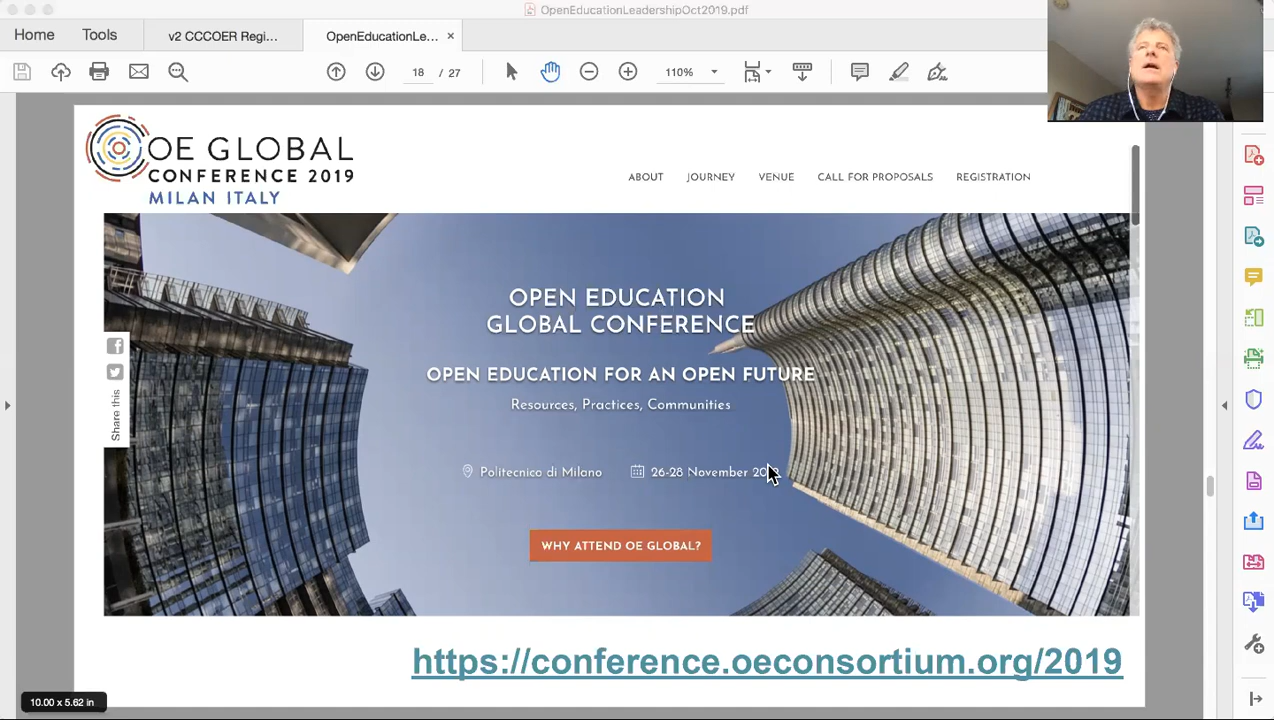 OpenEducationLeadershipOct2019.pdf
Home Tools v2 CCCOER Regi... OpenEducationLe... ×
18 / 27 110%
OE GLOBAL
CONFERENCE 2019
MILAN ITALY
ABOUT JOURNEY VENUE CALL FOR PROPOSALS REGISTRATION
OPEN EDUCATION
GLOBAL CONFERENCE
OPEN EDUCATION FOR AN OPEN FUTURE
Resources, Practices, Communities
Share this
Politecnico di Milano 26-28 November
WHY ATTEND OE GLOBAL?
https://conference.oeconsortium.org/2019
10.00 x 5.62 in